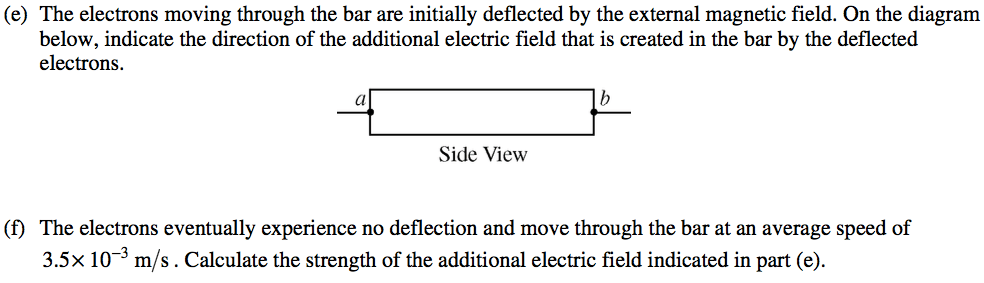 (e) The electrons moving through the bar are initially deflected by the external magnetic field. On the diagram
below, indicate the direction of the additional electric field that is created in the bar by the deflected
electrons.
a b
Side View
(f) The electrons eventually experience no deflection and move through the bar at an average speed of
3.5× 10⁻³ m/s . Calculate the strength of the additional electric field indicated in part (e).